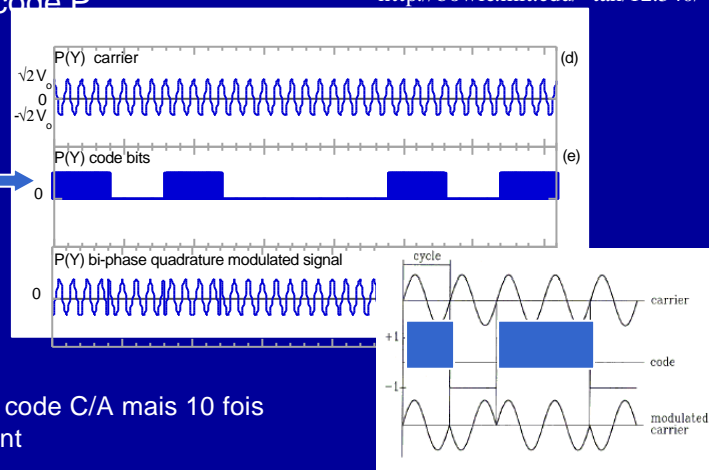 code P
P(Y) carrier
(d)
√2 V
o
0
-√2 V
o
P(Y) code bits
(e)
0
P(Y) bi-phase quadrature modulated signal
0
cycle
carrier
+1
code
-1
modulated
carrier
code C/A mais 10 fois